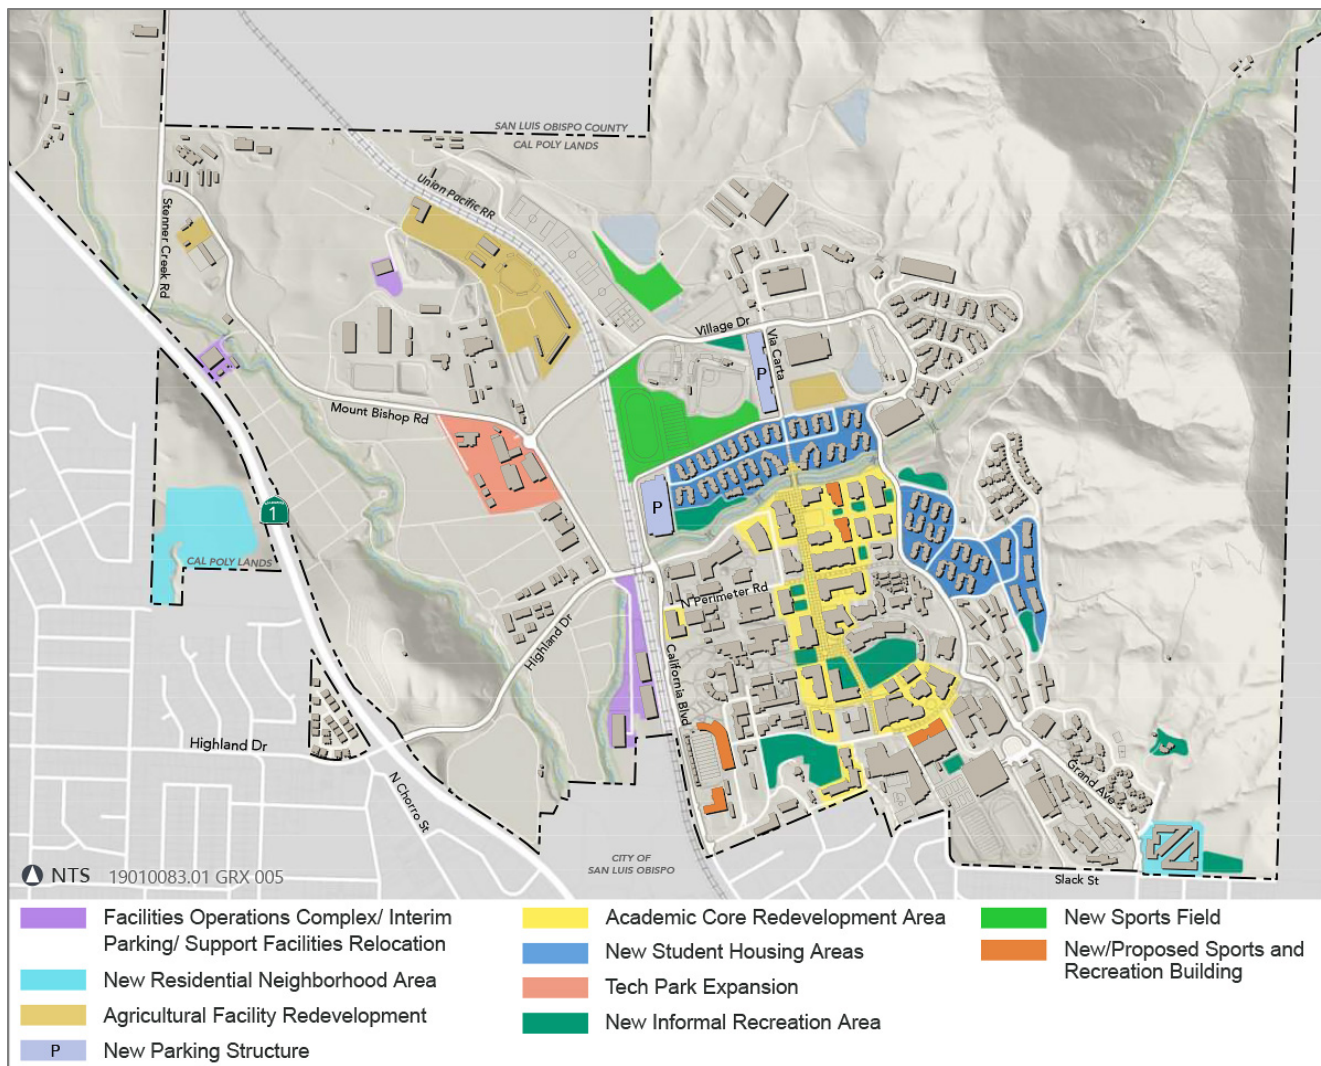 SAN LUIS OBISPO COUNTY
CAL POLY LANDS
Union Pacific RR
Stenner Creek Rd
Village Dr
Via Carta
P
Mount Bishop Rd
P
1
CAL POLY LANDS
N Perimeter Rd
Highland Dr
California Blvd
Highland Dr
N Chorro St
Grand Ave
CITY OF
SAN LUIS OBISPO
Slack St
NTS 19010083.01 GRX 005
Facilities Operations Complex/ Interim
Parking/ Support Facilities Relocation
New Residential Neighborhood Area
Agricultural Facility Redevelopment
P New Parking Structure
Academic Core Redevelopment Area
New Student Housing Areas
Tech Park Expansion
New Informal Recreation Area
New Sports Field
New/Proposed Sports and
Recreation Building